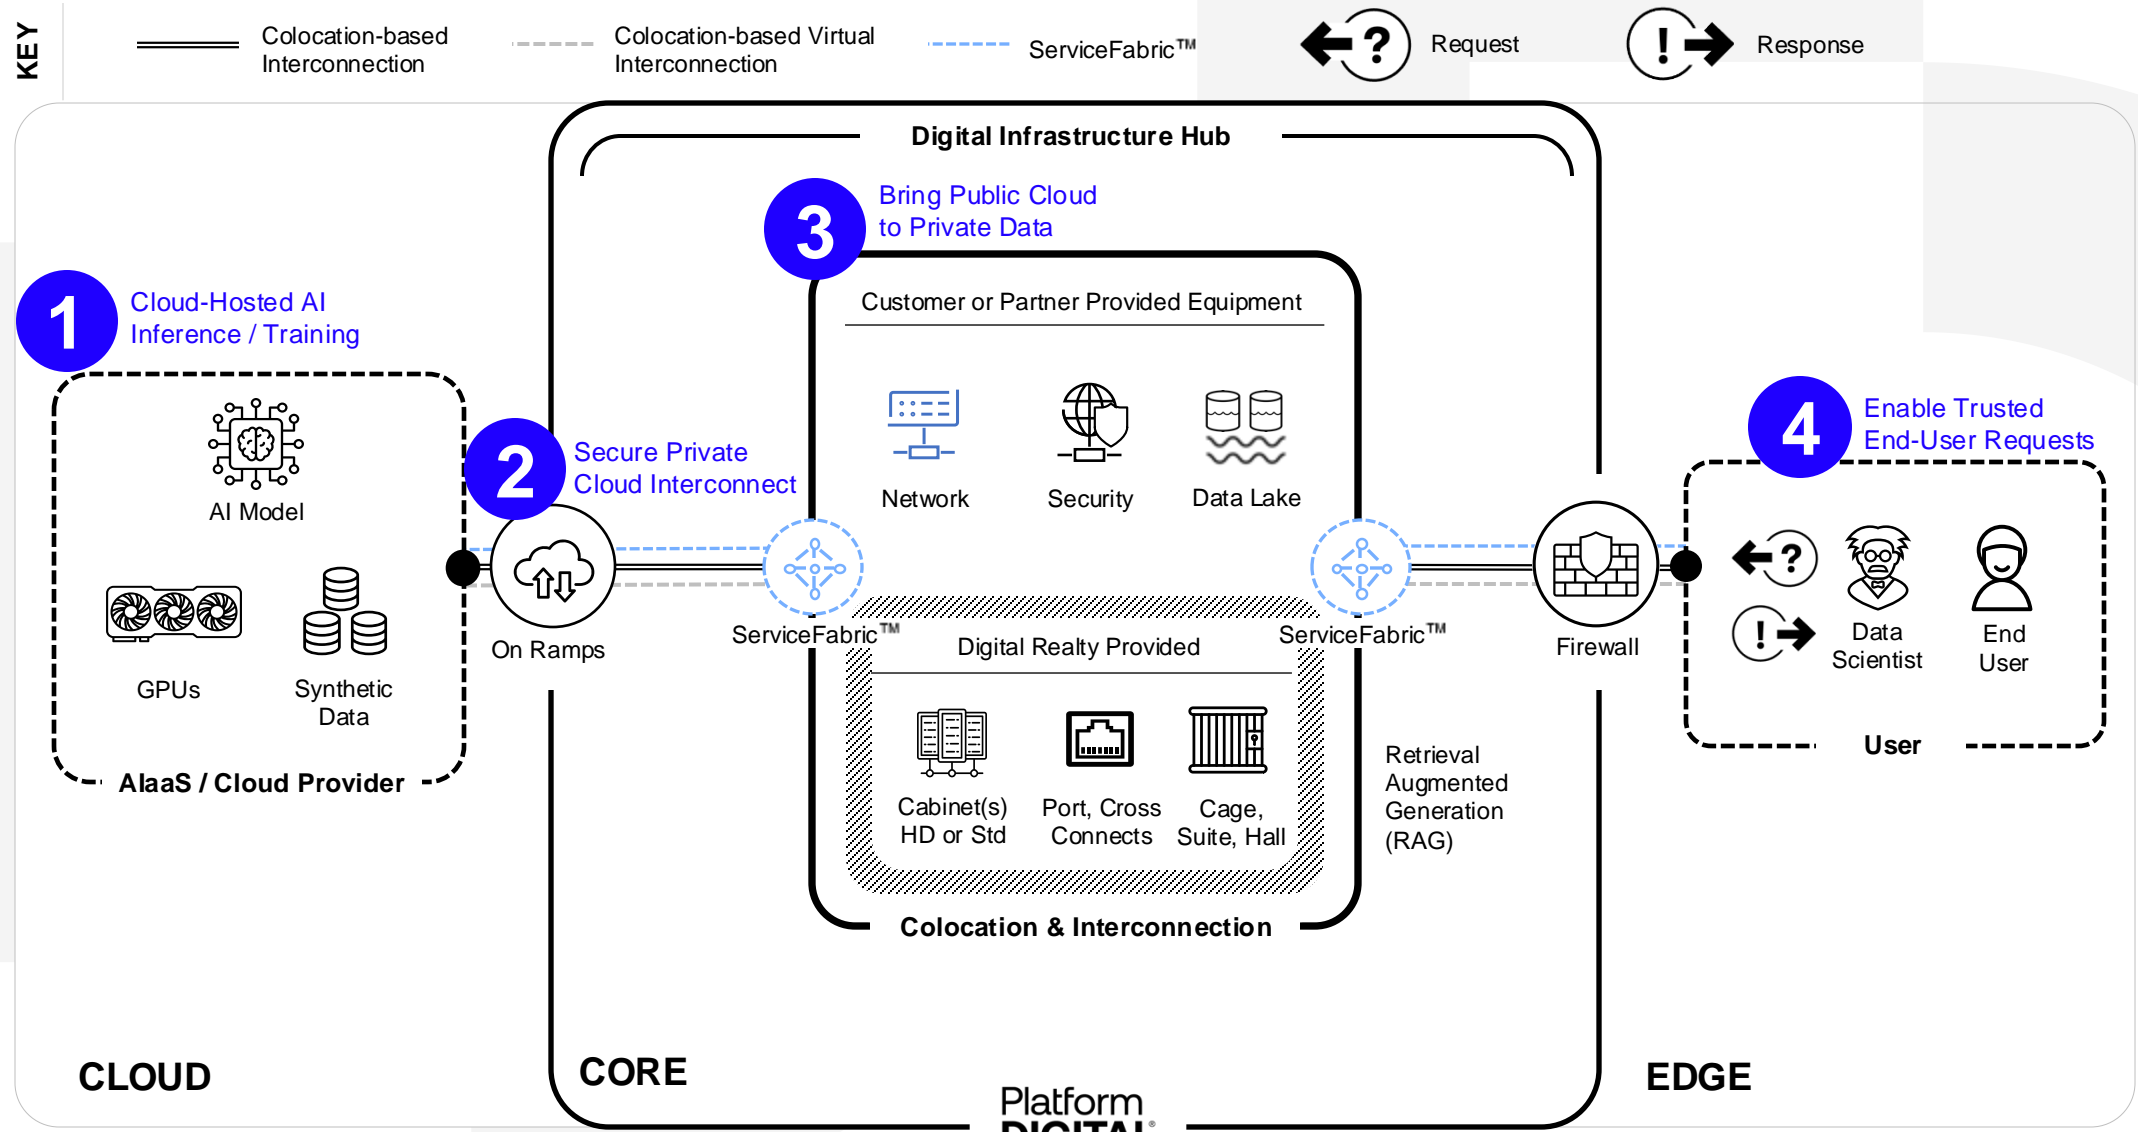 KEY
Colocation-based
Interconnection
Colocation-based Virtual
Interconnection
ServiceFabric™
?
Request
!
Response
Digital Infrastructure Hub
3
Bring Public Cloud
to Private Data
1
Cloud-Hosted AI
Inference / Training
Customer or Partner Provided Equipment
4
Enable Trusted
End-User Requests
2
Secure Private
Cloud Interconnect
AI Model
Network
Security
Data Lake
On Ramps
ServiceFabric™
ServiceFabric™
Firewall
?
!
Data
Scientist
End
User
User
GPUs
Synthetic
Data
AIaaS / Cloud Provider
Digital Realty Provided
Cabinet(s)
HD or Std
Port, Cross
Connects
Cage,
Suite, Hall
Retrieval
Augmented
Generation
(RAG)
Colocation & Interconnection
CLOUD
CORE
EDGE
Platform
DIGITAL®